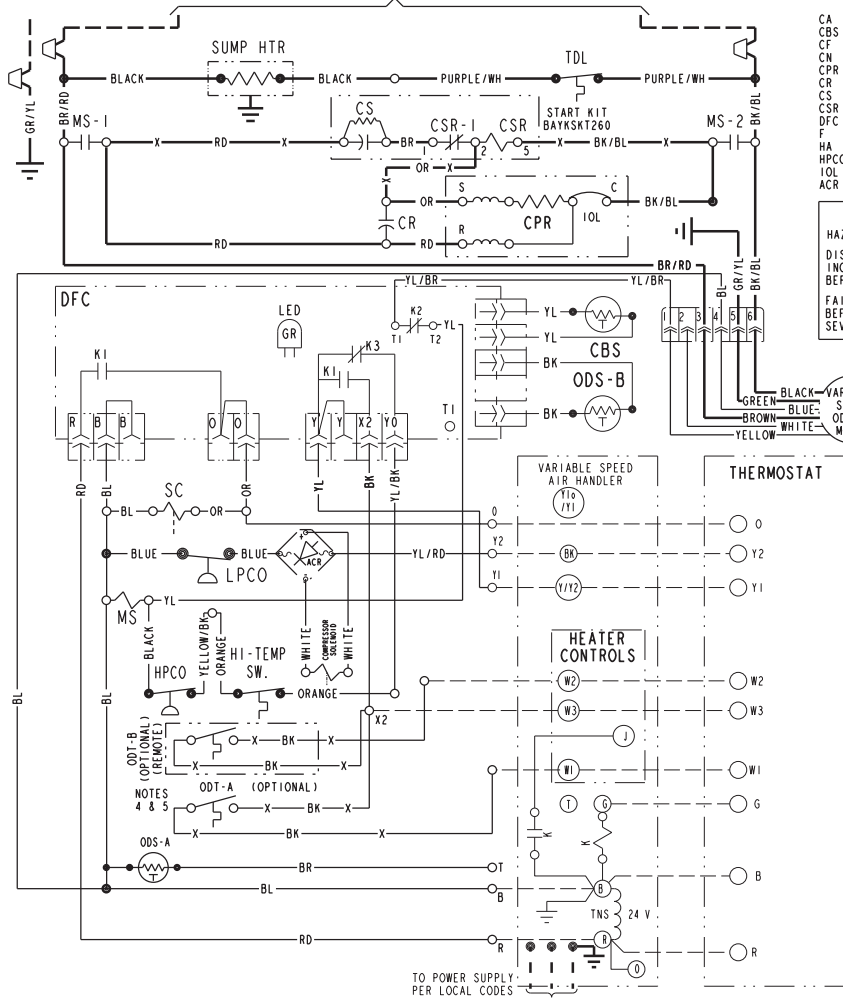 SUMP HTR
BLACK
BLACK
PURPLE/WH
TDL
PURPLE/WH
START KIT
BAYKSKT260
CA
CBS
CF
CN
CPR
CR
CS
CSR
DFC
F
HA
HPCO
IOL
ACR
GR/YL
BR/RD
BK/BL
MS-1
X RD X
CS
BR
1
CSR-1
2
CSR
5
X BK/BL X
MS-2
OR X
X
OR
S
C
CPR
IOL
BK/BL
CR
RD
RD
R
BR/RD
BL
GR/YL
BK/BL
HAZ
DIS
INC
BEF
FAI
BEF
SEV
YL/BR
YL/BR
DFC
LED
GR
K2
T1
T2
YL
K3
K1
K1
YL
YL
BK
BK
CBS
ODS-B
T1
1 2 3 4 5 6
BLACK
GREEN
BLUE
BROWN
WHITE
YELLOW
VAR
S
OD
M
R B B
O O
Y Y X2 YO
RD
BL
OR
YL
BK
YL/BK
SC
BL
OR
BLUE
BLUE
LPCO
+
-
ACR
YL/RD
MS
YL
BLACK
YELLOW/BK
ORANGE
WHITE
COMPRESSOR
SOLENOID
WHITE
HPCO
HI-TEMP
SW.
ORANGE
BL
BL
X2
ODT-B
(OPTIONAL)
(REMOTE)
X BK X
X BK X
ODT-A (OPTIONAL)
NOTES
4 & 5
X BK X
X BK X
ODS-A
BR
T
BL
B
RD
R
VARIABLE SPEED
AIR HANDLER
Y1o
/Y1
O
Y2
BK
Y1
Y/Y2
HEATER
CONTROLS
W2
W3
J
W1
T
G
K
K
B
TNS
24 V
R
O
THERMOSTAT
O
Y2
Y1
W2
W3
W1
G
B
R
TO POWER SUPPLY
PER LOCAL CODES